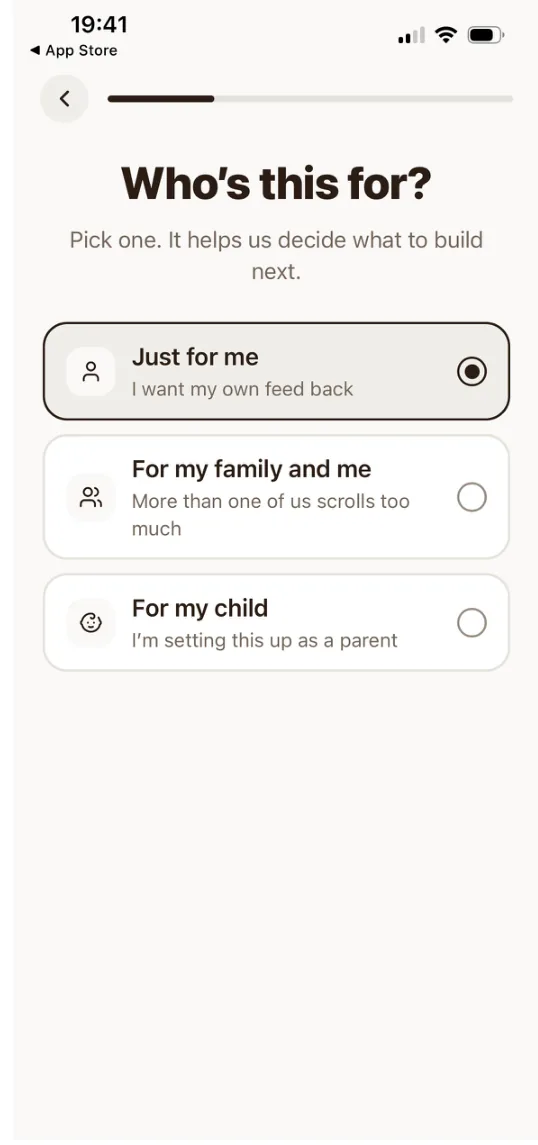 19:41
◀ App Store
Who's this for?
Pick one. It helps us decide what to build
next.
Just for me
I want my own feed back
For my family and me
More than one of us scrolls too
much
For my child
I'm setting this up as a parent